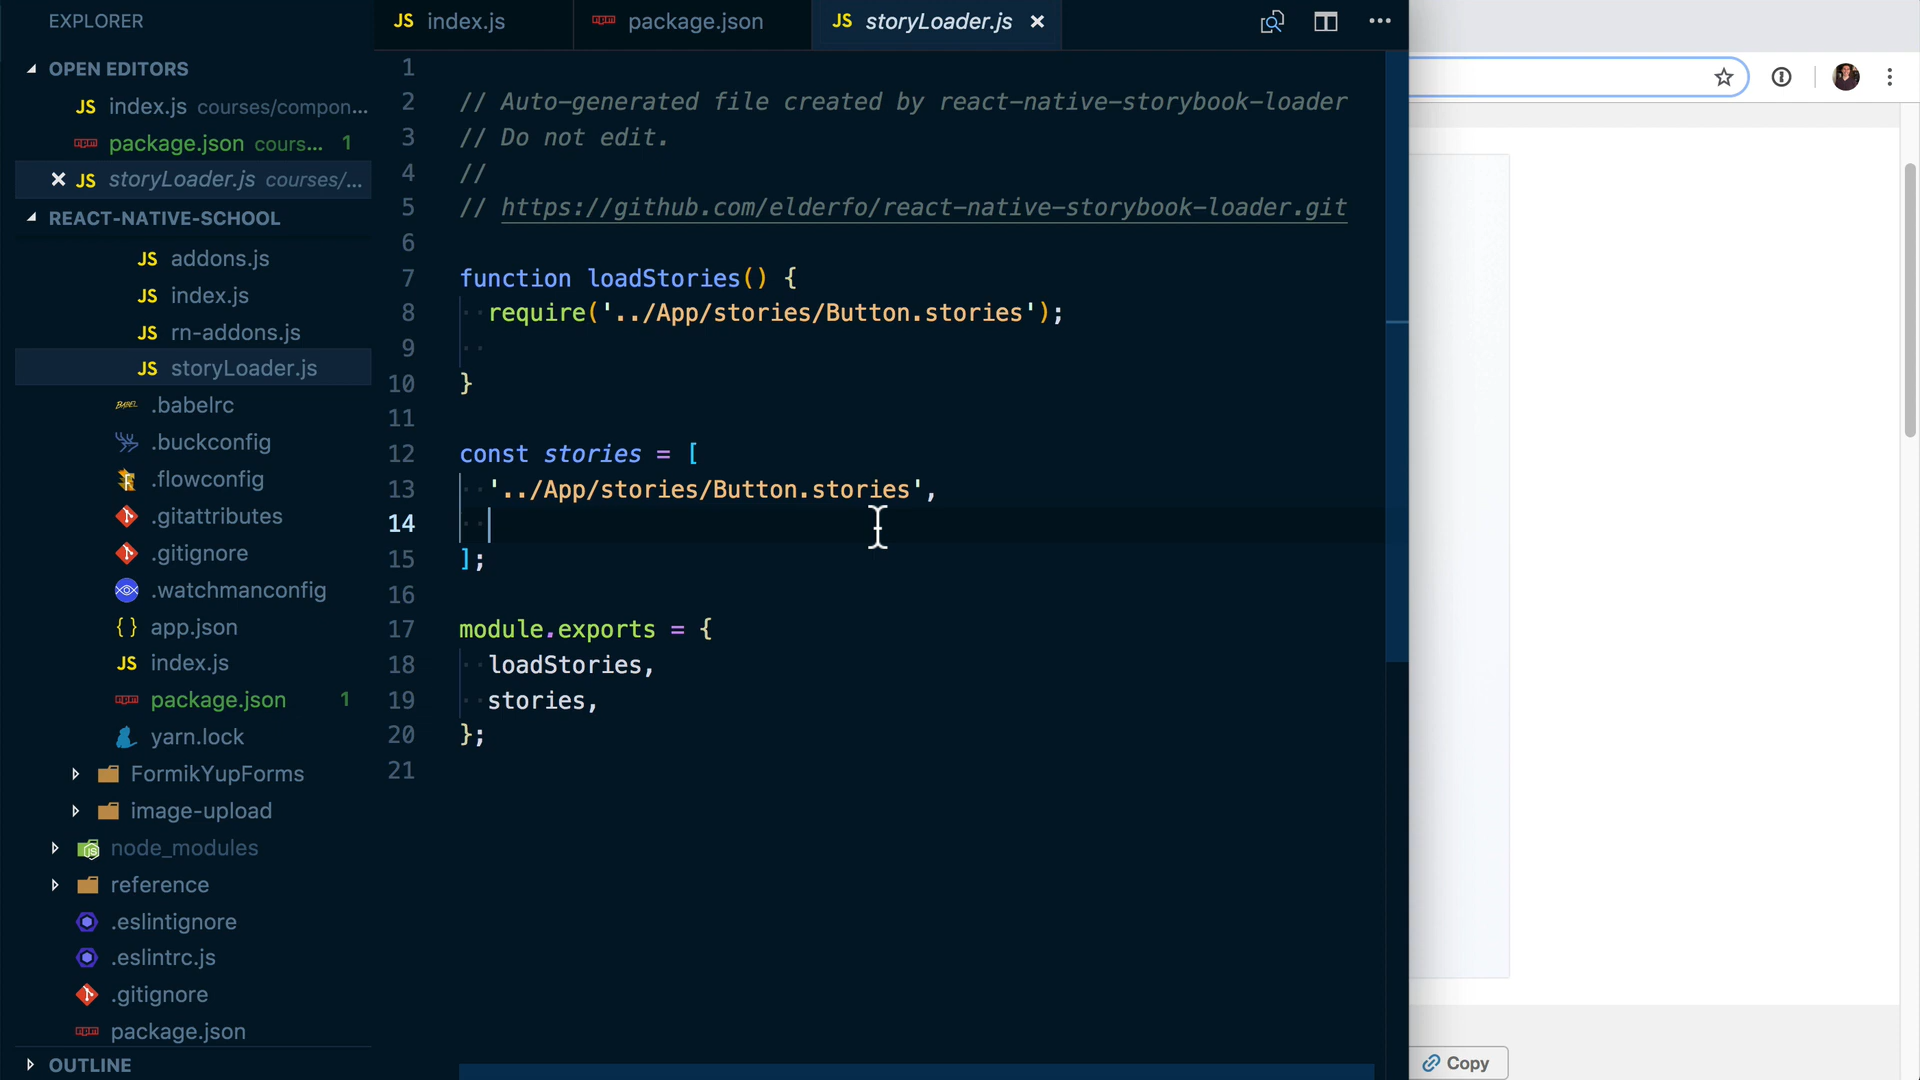 EXPLORER
OPEN EDITORS
JS index.js courses/compon...
package.json cours... 1
JS storyLoader.js courses/...
REACT-NATIVE-SCHOOL
JS addons.js
JS index.js
JS rn-addons.js
JS storyLoader.js
BABEL .babelrc
.buckconfig
.flowconfig
.gitattributes
.gitignore
.watchmanconfig
{ } app.json
JS index.js
package.json 1
yarn.lock
FormikYupForms
image-upload
node_modules
reference
.eslintignore
.eslintrc.js
.gitignore
package.json
OUTLINE
JS index.js
package.json
JS storyLoader.js
1
2 // Auto-generated file created by react-native-storybook-loader
3 // Do not edit.
4 //
5 // https://github.com/elderfo/react-native-storybook-loader.git
6
7 function loadStories() {
8 require('../App/stories/Button.stories');
9
10 }
11
12 const stories = [
13 '../App/stories/Button.stories',
14
15 ];
16
17 module.exports = {
18 loadStories,
19 stories,
20 };
21
Copy